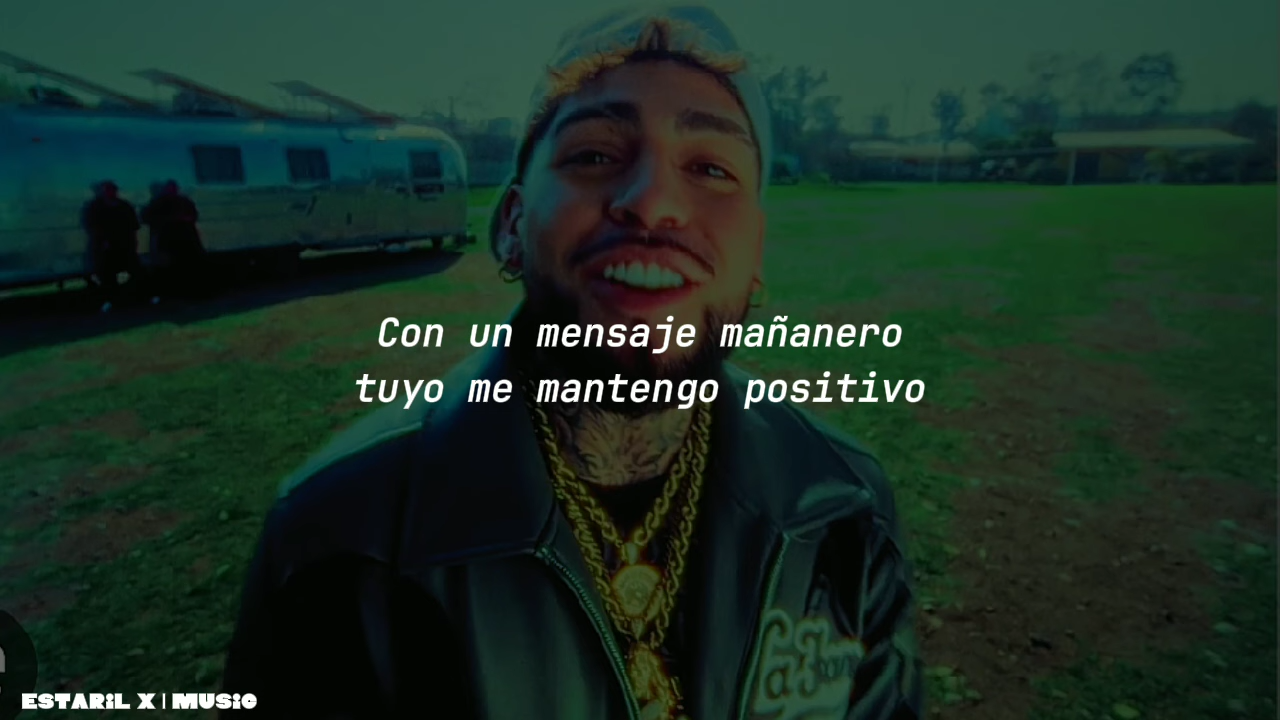 Con un mensaje mañanero
tuyo me mantengo positivo
ESTARIL X | MUSIC